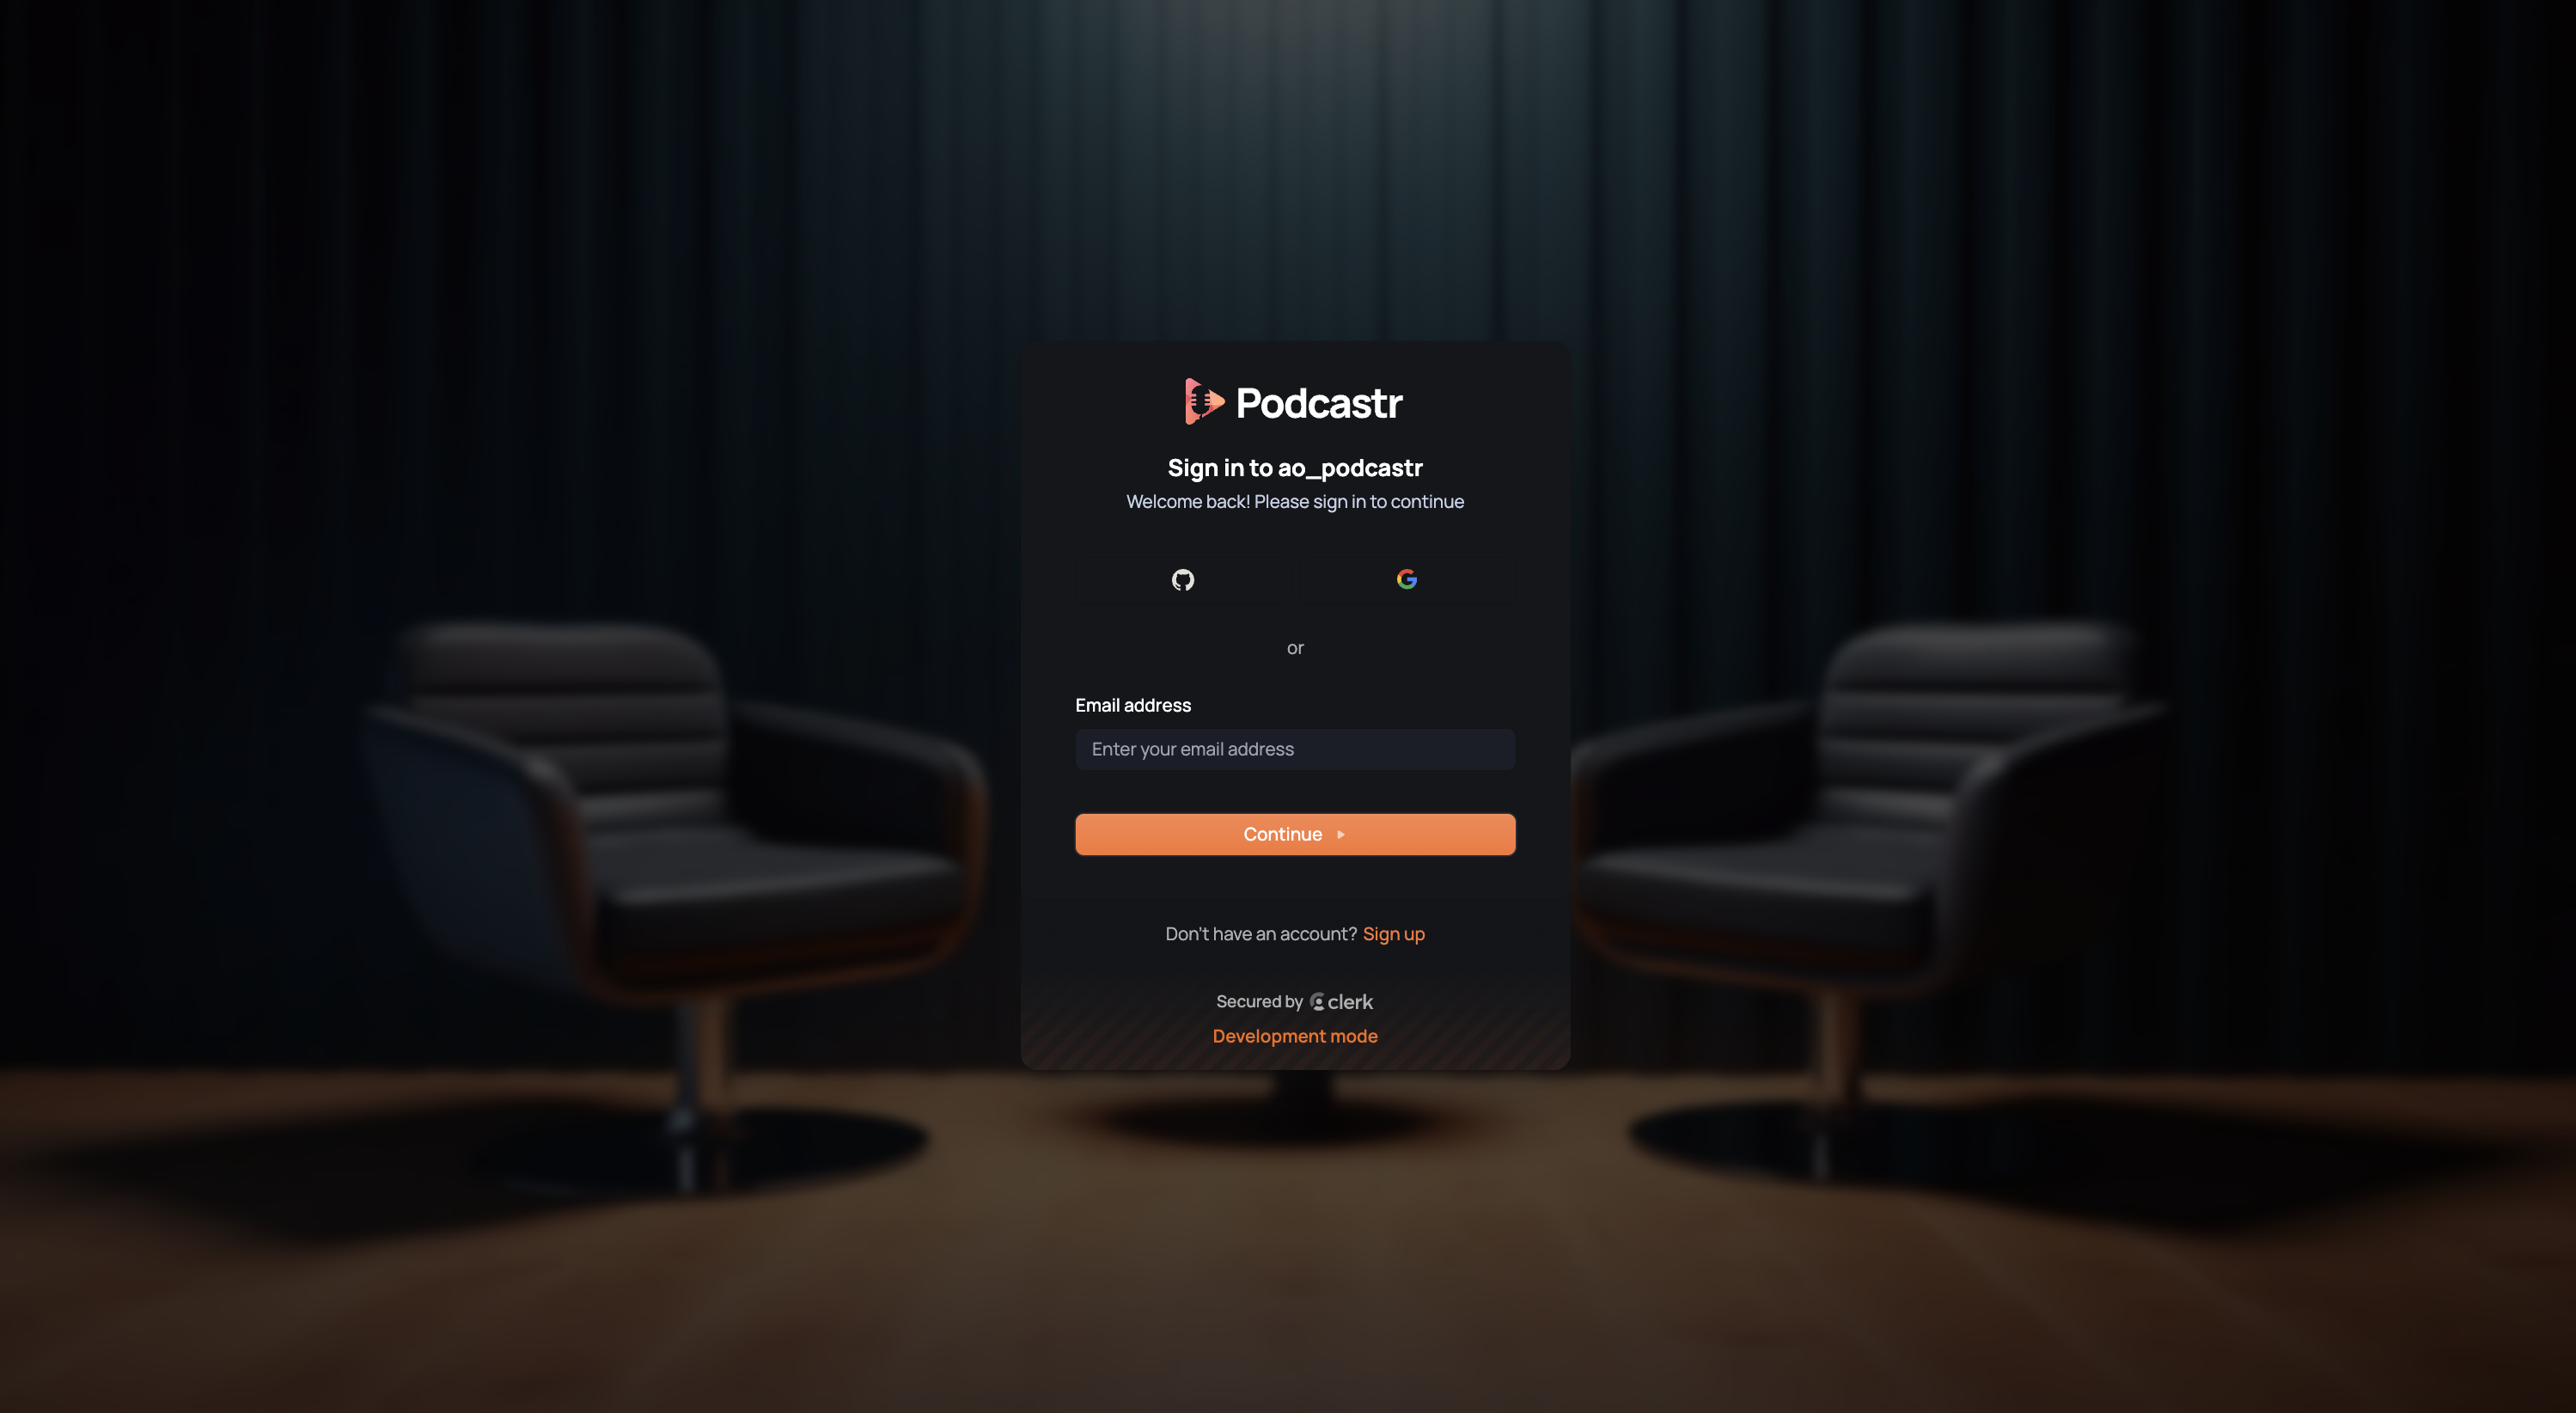 Podcastr
Sign in to ao_podcastr
Welcome back! Please sign in to continue
or
Email address
Enter your email address
Continue
Don't have an account? Sign up
Secured by clerk
Development mode